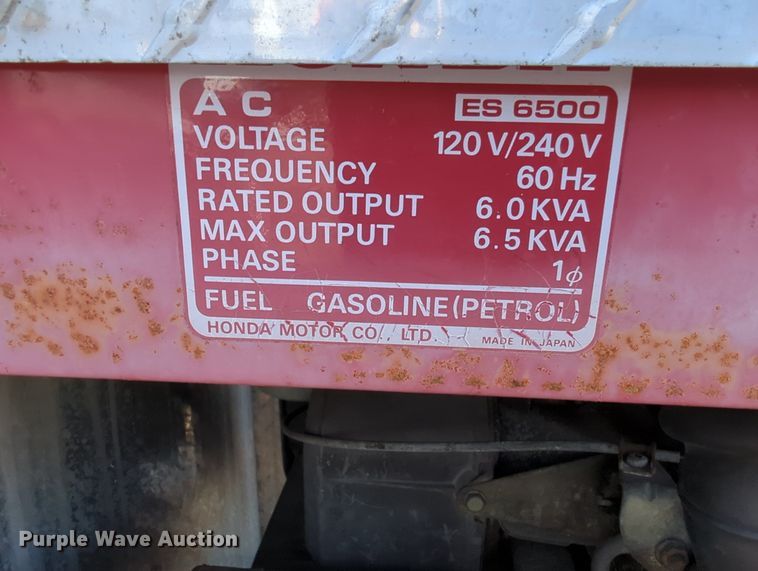 AC ES 6500
VOLTAGE 120 V/240 V
FREQUENCY 60 Hz
RATED OUTPUT 6.0 KVA
MAX OUTPUT 6.5 KVA
PHASE 1ϕ
FUEL GASOLINE(PETROL)
HONDA MOTOR CO., LTD. MADE IN JAPAN
Purple Wave Auction